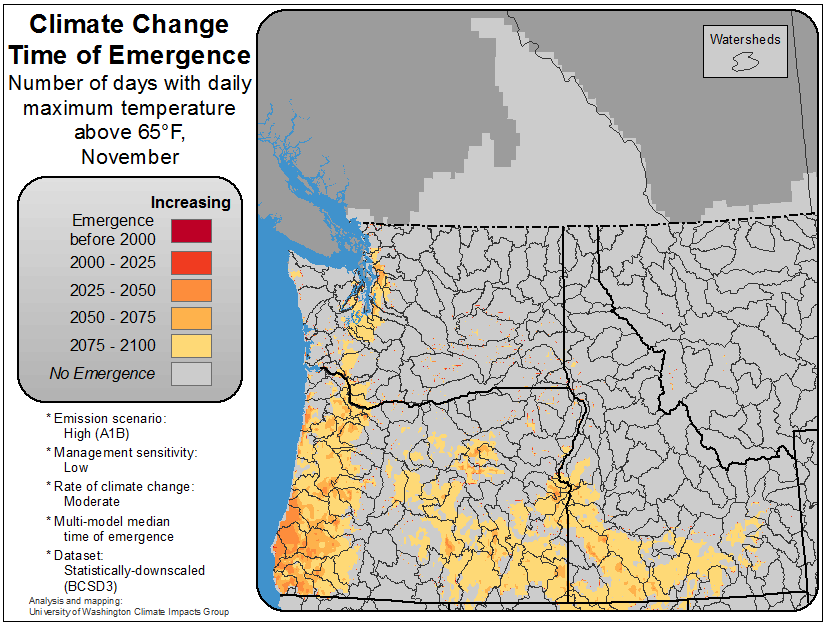 Climate Change
Time of Emergence
Number of days with daily
maximum temperature
above 65°F,
November
Increasing
Emergence
before 2000
2000 - 2025
2025 - 2050
2050 - 2075
2075 - 2100
No Emergence
* Emission scenario:
High (A1B)
* Management sensitivity:
Low
* Rate of climate change:
Moderate
* Multi-model median
time of emergence
* Dataset:
Statistically-downscaled
(BCSD3)
Analysis and mapping:
University of Washington Climate Impacts Group
Watersheds